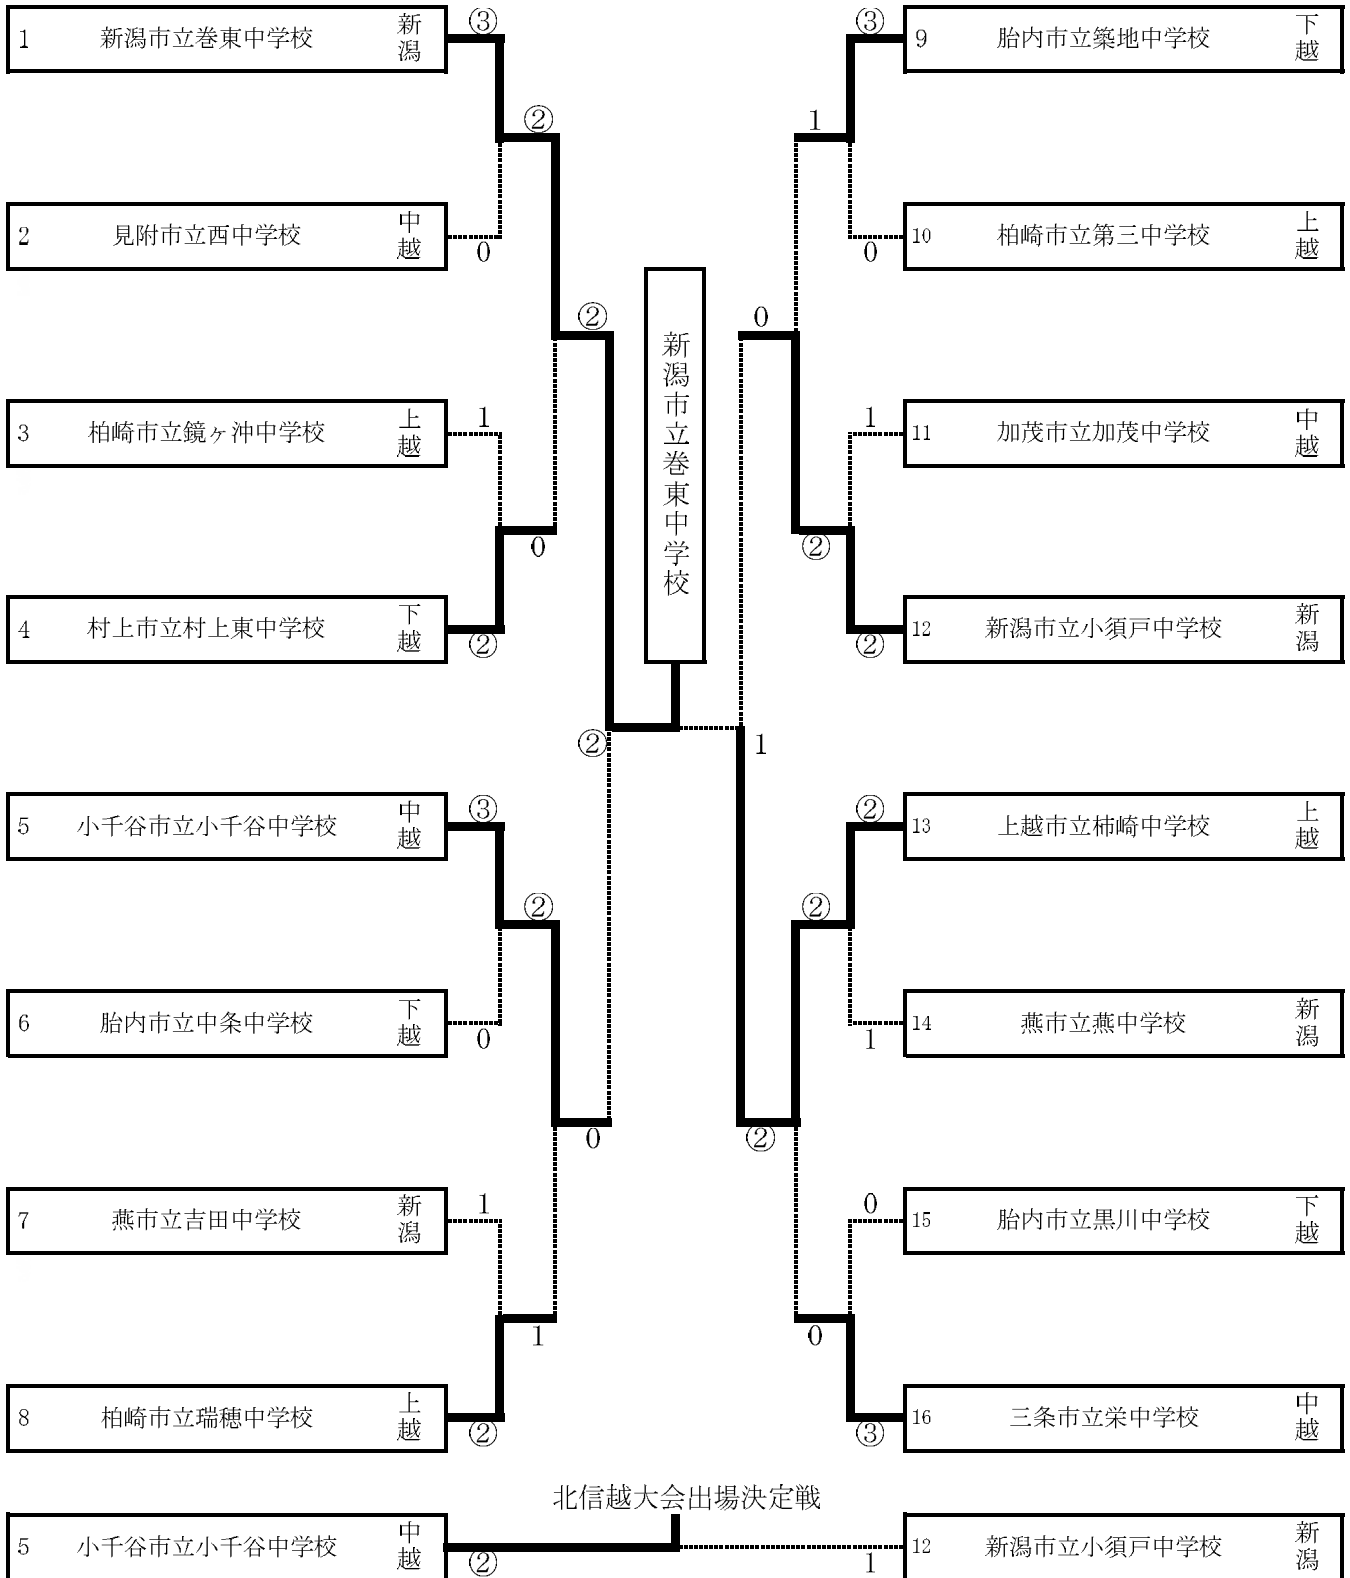 1 新潟市立巻東中学校 新潟
③
2 見附市立西中学校 中越
0
②
3 柏崎市立鏡ヶ沖中学校 上越
1
4 村上市立村上東中学校 下越
②
0
②
5 小千谷市立小千谷中学校 中越
③
6 胎内市立中条中学校 下越
0
②
7 燕市立吉田中学校 新潟
1
8 柏崎市立瑞穂中学校 上越
②
1
0
②
新潟市立巻東中学校
1
9 胎内市立築地中学校 下越
③
10 柏崎市立第三中学校 上越
0
1
11 加茂市立加茂中学校 中越
1
12 新潟市立小須戸中学校 新潟
②
②
0
13 上越市立柿崎中学校 上越
②
14 燕市立燕中学校 新潟
1
②
15 胎内市立黒川中学校 下越
0
16 三条市立栄中学校 中越
③
0
②
北信越大会出場決定戦
5 小千谷市立小千谷中学校 中越
②
1
12 新潟市立小須戸中学校 新潟